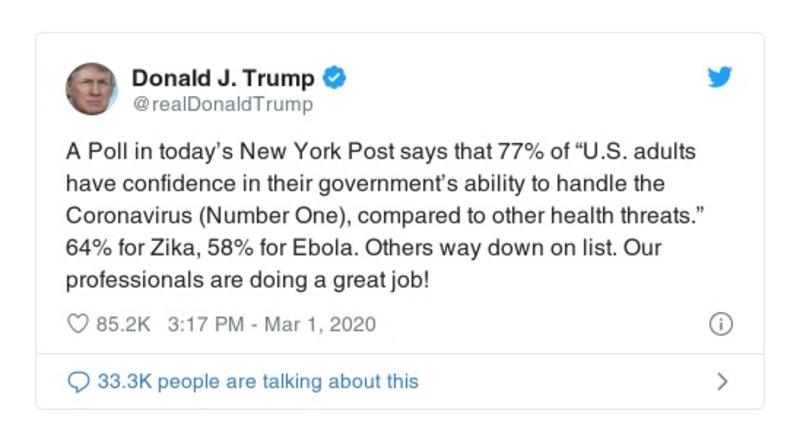 Donald J. Trump
@realDonaldTrump
A Poll in today’s New York Post says that 77% of “U.S. adults
have confidence in their government’s ability to handle the
Coronavirus (Number One), compared to other health threats.”
64% for Zika, 58% for Ebola. Others way down on list. Our
professionals are doing a great job!
85.2K 3:17 PM - Mar 1, 2020
33.3K people are talking about this